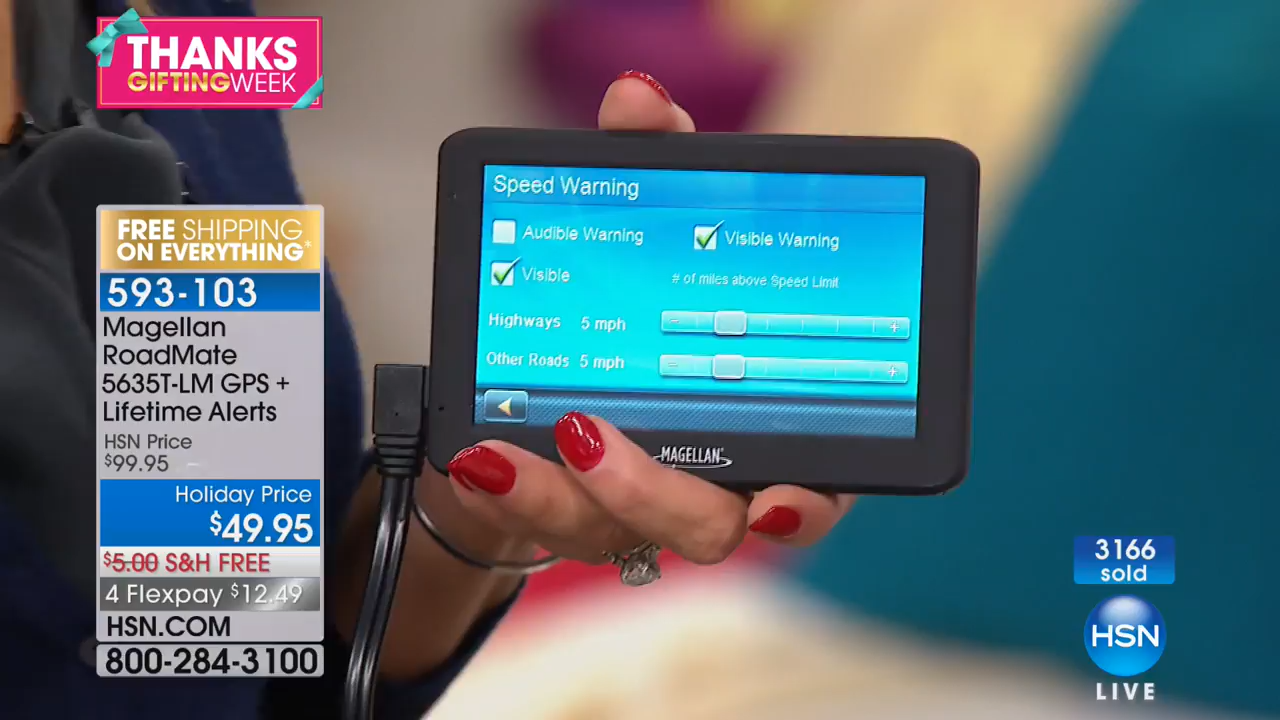 THANKS
GIFTINGWEEK
FREE SHIPPING
ON EVERYTHING*
593-103
Magellan
RoadMate
5635T-LM GPS +
Lifetime Alerts
HSN Price
$99.95
Holiday Price
$49.95
$5.00 S&H FREE
4 Flexpay $12.49
HSN.COM
800-284-3100
Speed Warning
Audible Warning
Visible Warning
Visible
# of miles above Speed Limit
Highways 5 mph
- +
Other Roads 5 mph
- +
MAGELLAN
3166
sold
HSN
LIVE